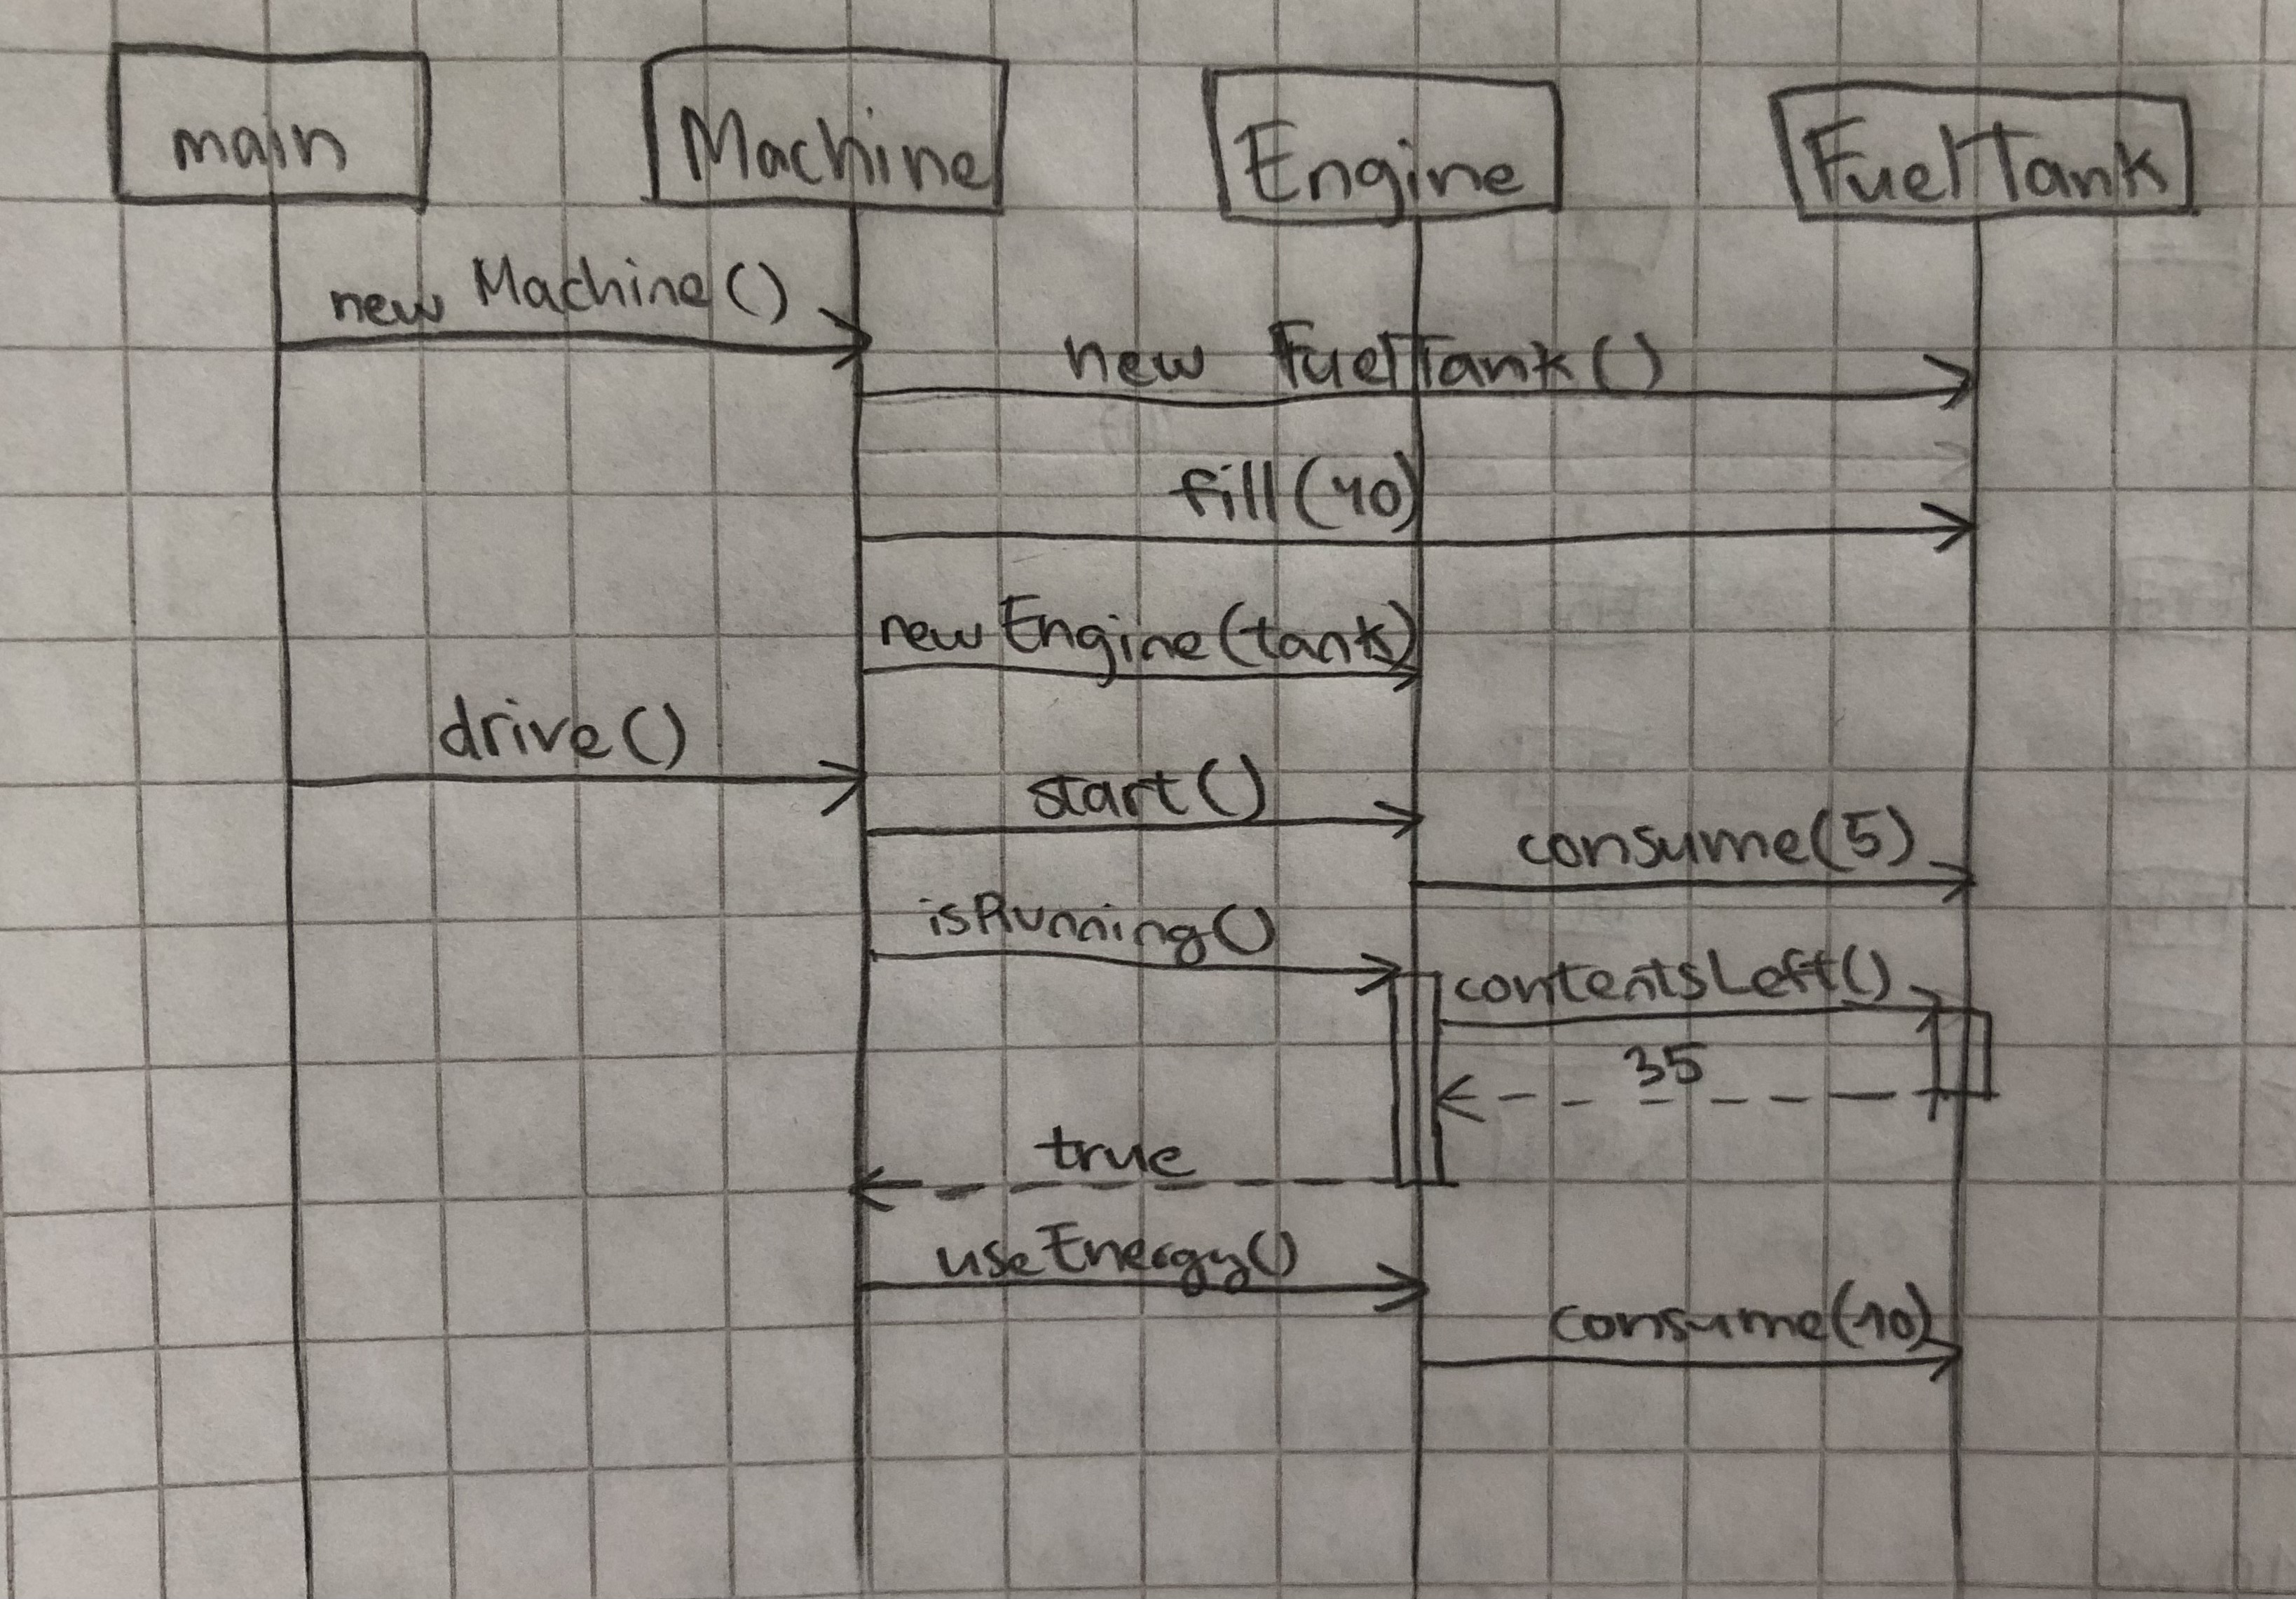 main Machine Engine FuelTank
new Machine()
new FuelTank()
fill(40)
new Engine(tank)
drive()
start()
consume(5)
isRunning()
contentsLeft()
35
true
useEnergy()
consume(10)